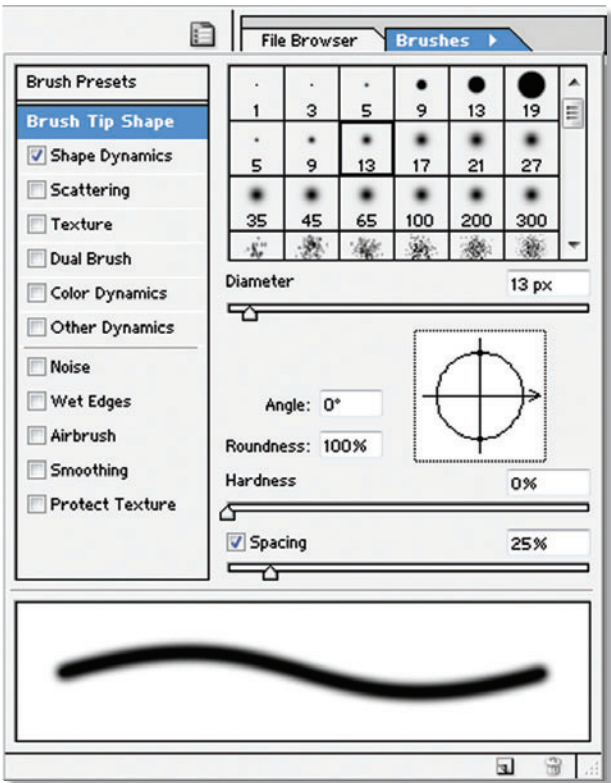 File Browser Brushes
Brush Presets
Brush Tip Shape
Shape Dynamics
Scattering
Texture
Dual Brush
Color Dynamics
Other Dynamics
Noise
Wet Edges
Airbrush
Smoothing
Protect Texture
1 3 5 9 13 19
5 9 13 17 21 27
35 45 65 100 200 300
Diameter 13 px
Angle: 0°
Roundness: 100%
Hardness 0%
Spacing 25%